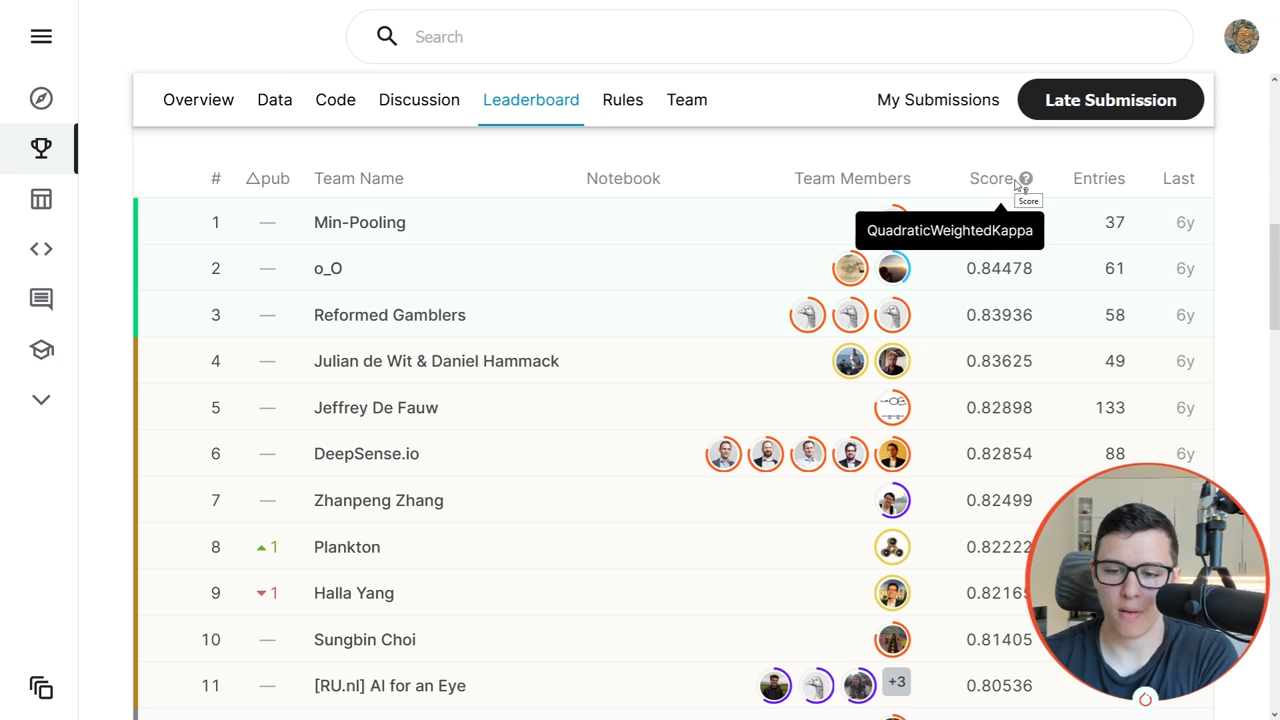 Search
Overview Data Code Discussion Leaderboard Rules Team My Submissions Late Submission
# △pub Team Name Notebook Team Members Score ? Entries Last
Score
1 — Min-Pooling QuadraticWeightedKappa 37 6y
2 — o_O 0.84478 61 6y
3 — Reformed Gamblers 0.83936 58 6y
4 — Julian de Wit & Daniel Hammack 0.83625 49 6y
5 — Jeffrey De Fauw 0.82898 133 6y
6 — DeepSense.io 0.82854 88 6y
7 — Zhanpeng Zhang 0.82499
8 1 Plankton 0.82222
9 1 Halla Yang 0.8216
10 — Sungbin Choi 0.81405
11 — [RU.nl] AI for an Eye +3 0.80536